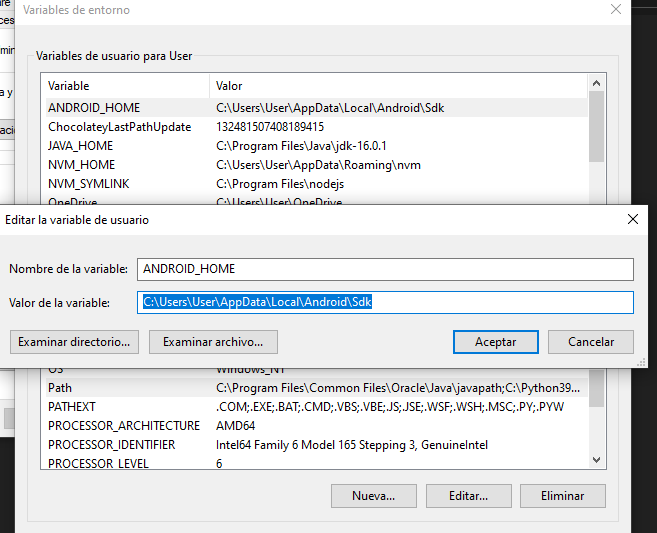 Variables de entorno
Variables de usuario para User
Variable Valor
ANDROID_HOME C:\Users\User\AppData\Local\Android\Sdk
ChocolateyLastPathUpdate 132481507408189415
JAVA_HOME C:\Program Files\Java\jdk-16.0.1
NVM_HOME C:\Users\User\AppData\Roaming\nvm
NVM_SYMLINK C:\Program Files\nodejs
OneDrive C:\Users\User\OneDrive
Editar la variable de usuario
Nombre de la variable: ANDROID_HOME
Valor de la variable: C:\Users\User\AppData\Local\Android\Sdk
Examinar directorio... Examinar archivo... Aceptar Cancelar
OS Windows_NT
Path C:\Program Files\Common Files\Oracle\Java\javapath;C:\Python39...
PATHEXT .COM;.EXE;.BAT;.CMD;.VBS;.VBE;.JS;.JSE;.WSF;.WSH;.MSC;.PY;.PYW
PROCESSOR_ARCHITECTURE AMD64
PROCESSOR_IDENTIFIER Intel64 Family 6 Model 165 Stepping 3, GenuineIntel
PROCESSOR_LEVEL 6
Nueva... Editar... Eliminar